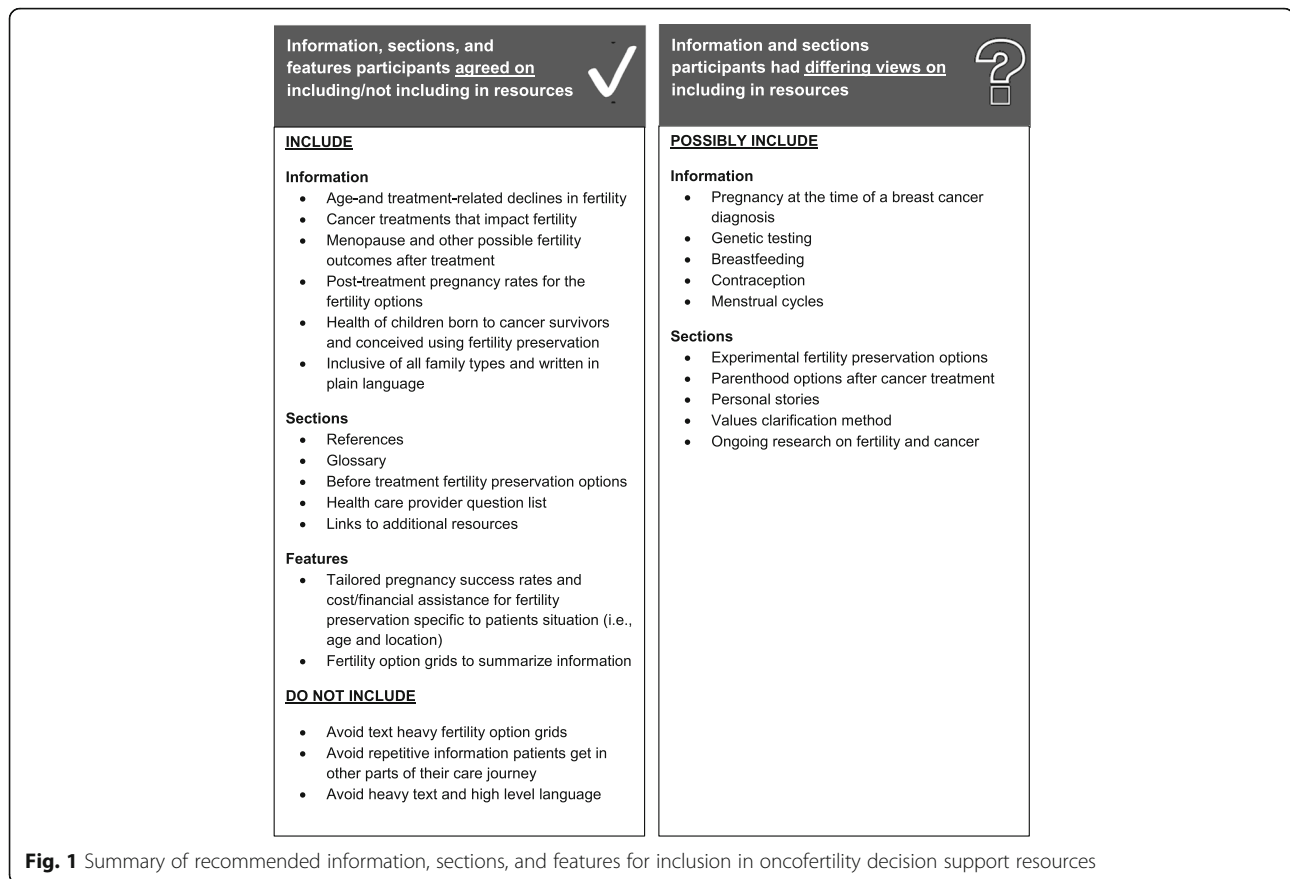 Information, sections, and
features participants agreed on
including/not including in resources
INCLUDE
Information
• Age-and treatment-related declines in fertility
• Cancer treatments that impact fertility
• Menopause and other possible fertility
outcomes after treatment
• Post-treatment pregnancy rates for the
fertility options
• Health of children born to cancer survivors
and conceived using fertility preservation
• Inclusive of all family types and written in
plain language
Sections
• References
• Glossary
• Before treatment fertility preservation options
• Health care provider question list
• Links to additional resources
Features
• Tailored pregnancy success rates and
cost/financial assistance for fertility
preservation specific to patients situation (i.e.,
age and location)
• Fertility option grids to summarize information
DO NOT INCLUDE
• Avoid text heavy fertility option grids
• Avoid repetitive information patients get in
other parts of their care journey
• Avoid heavy text and high level language
Information and sections
participants had differing views on
including in resources
?
POSSIBLY INCLUDE
Information
• Pregnancy at the time of a breast cancer
diagnosis
• Genetic testing
• Breastfeeding
• Contraception
• Menstrual cycles
Sections
• Experimental fertility preservation options
• Parenthood options after cancer treatment
• Personal stories
• Values clarification method
• Ongoing research on fertility and cancer
Fig. 1 Summary of recommended information, sections, and features for inclusion in oncofertility decision support resources